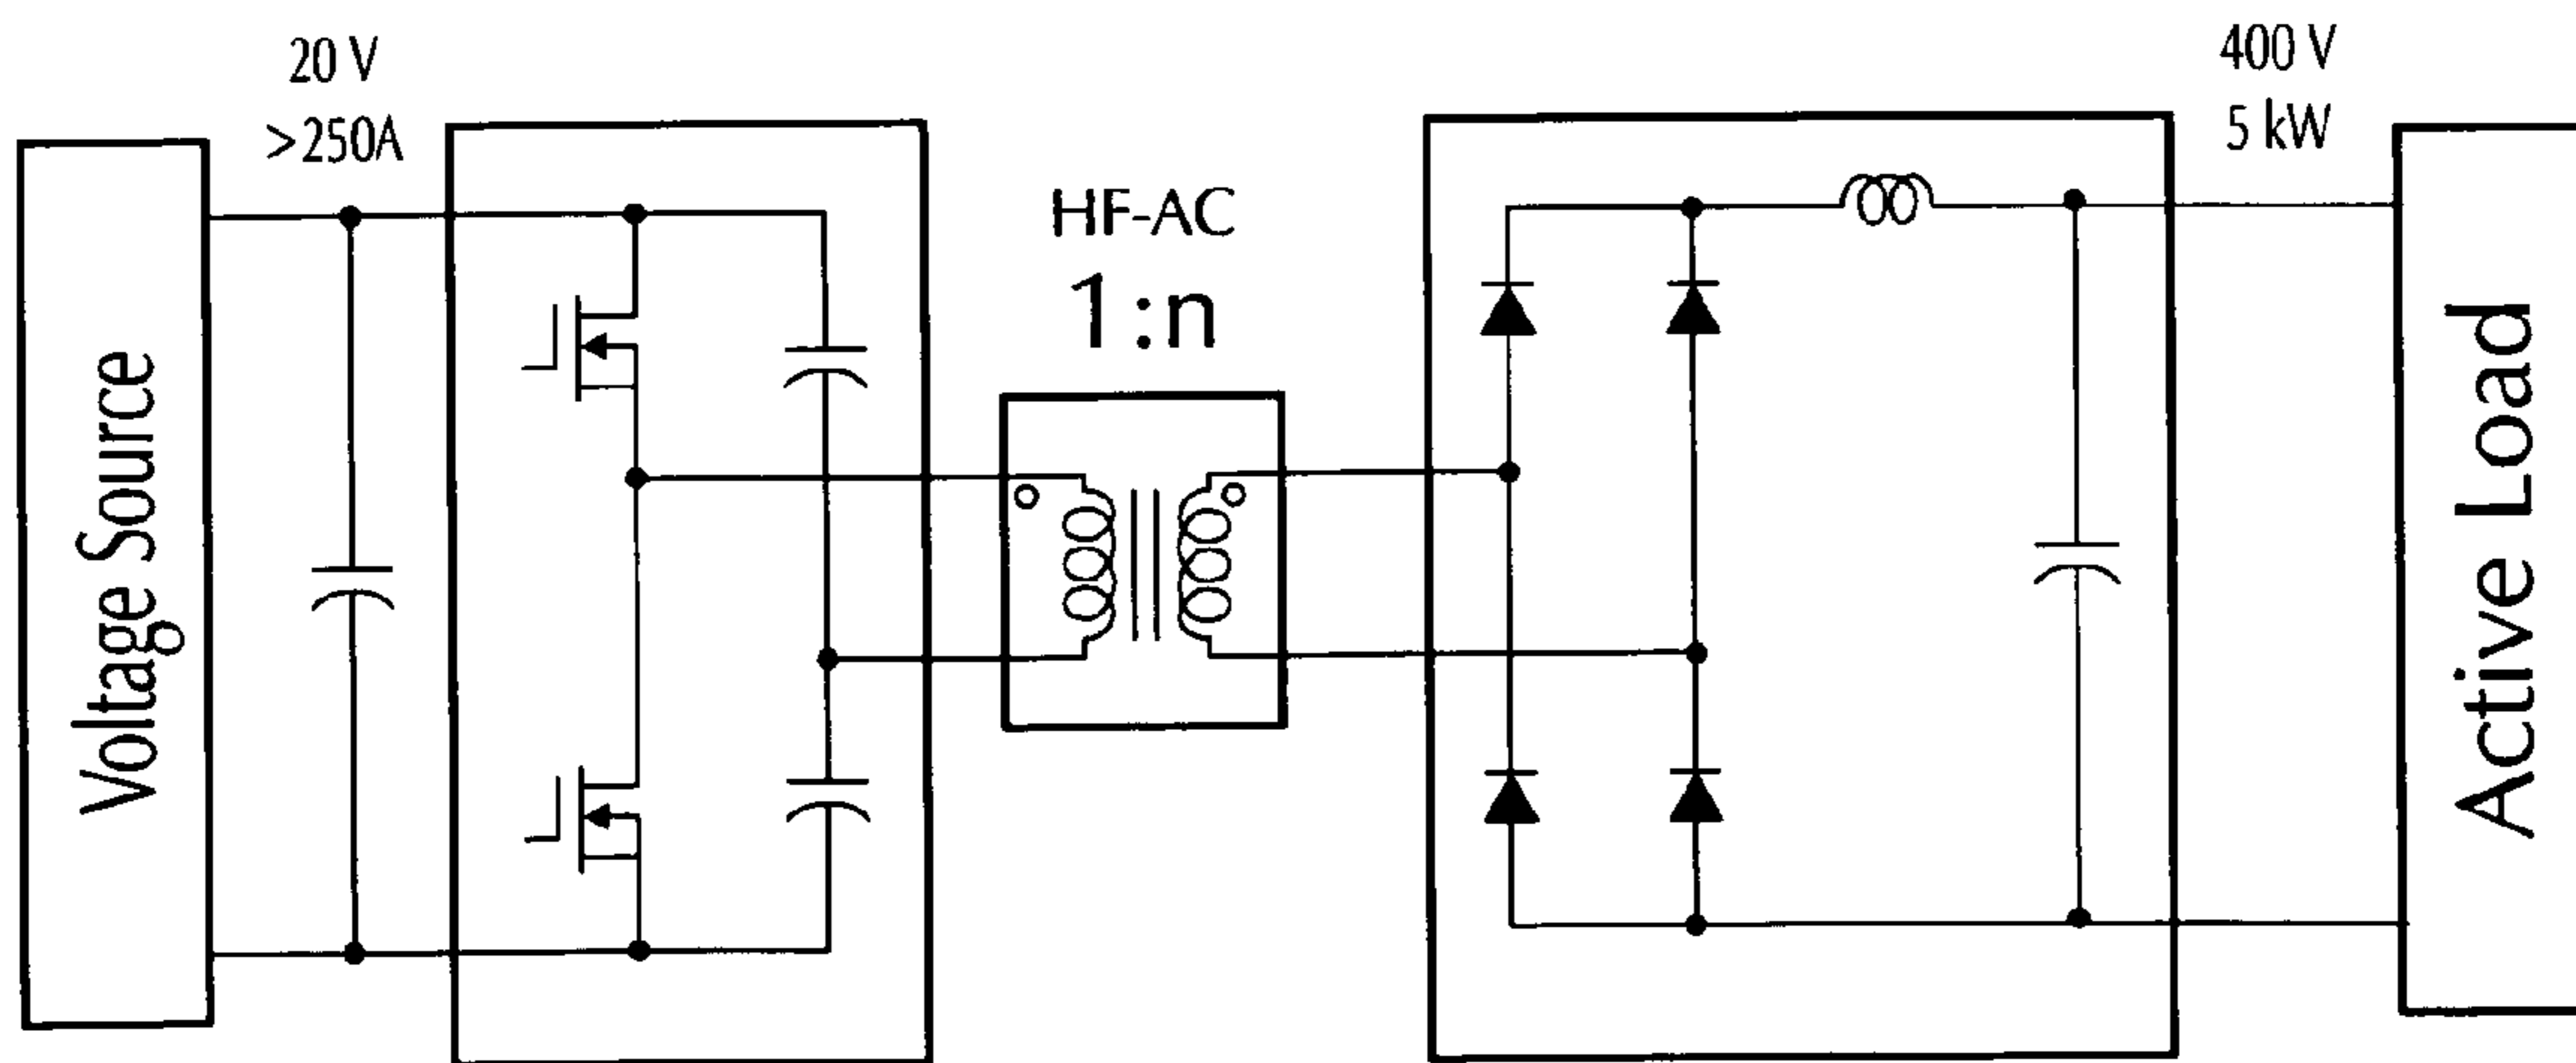 20 V
>250A
400 V
5 kW
HF-AC
1:n
Voltage Source
Active Load